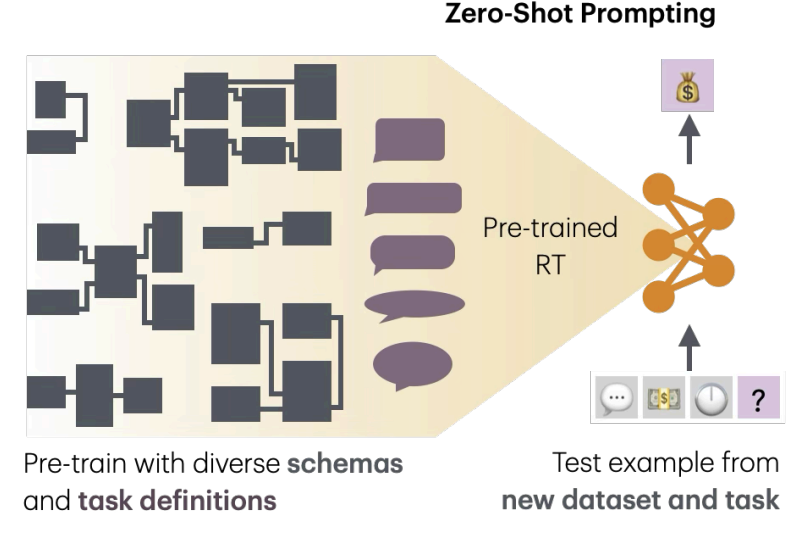 Zero-Shot Prompting
Pre-trained
RT
?
Pre-train with diverse schemas
and task definitions
Test example from
new dataset and task